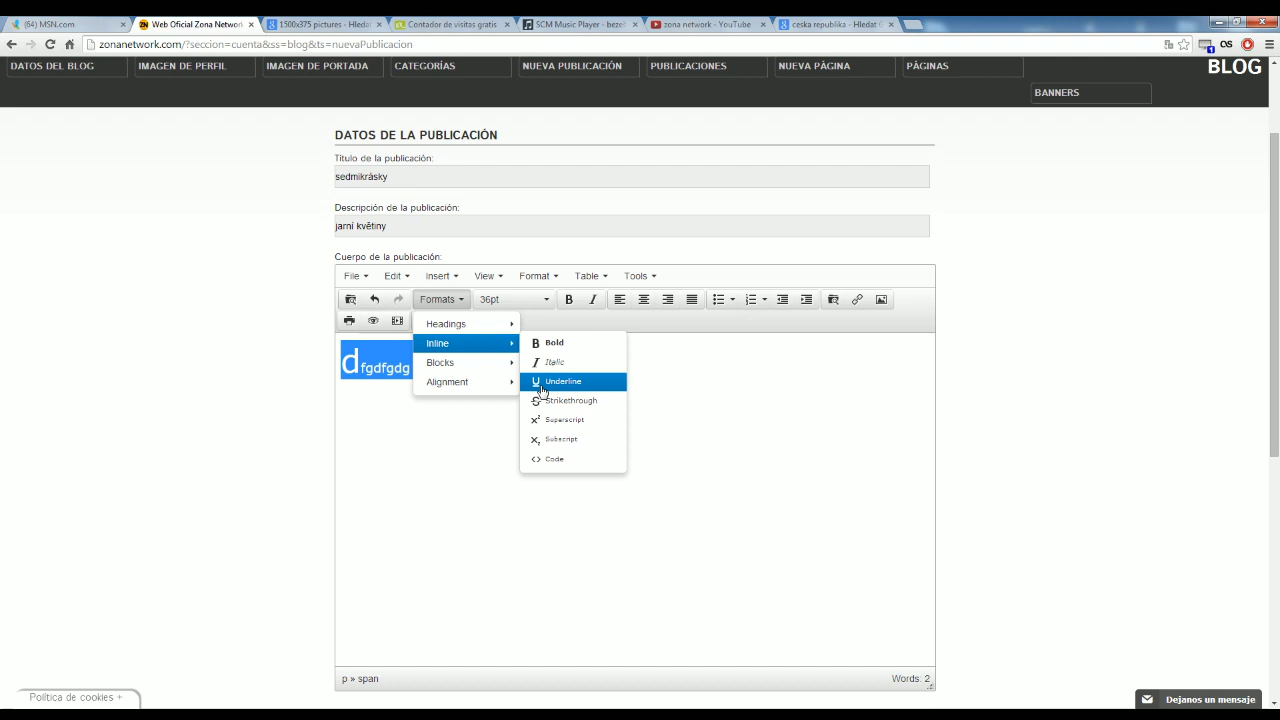 (64) MSN.com
Web Oficial Zona Network
1500x375 pictures - Hledat
Contador de visitas gratis
SCM Music Player - beze
zona network - YouTube
ceska republika - Hledat
zonanetwork.com/?seccion=cuenta&ss=blog&ts=nuevaPublicacion
DATOS DEL BLOG
IMAGEN DE PERFIL
IMAGEN DE PORTADA
CATEGORÍAS
NUEVA PUBLICACIÓN
PUBLICACIONES
NUEVA PÁGINA
PÁGINAS
BLOG
BANNERS
DATOS DE LA PUBLICACIÓN
Título de la publicación:
sedmikrásky
Descripción de la publicación:
jarní květiny
Cuerpo de la publicación:
File Edit Insert View Format Table Tools
Formats 36pt B I
Headings
Inline
Blocks
Alignment
dfgdfgdg
B Bold
I Italic
U Underline
Strikethrough
Superscript
Subscript
Code
p » span
Words: 2
Política de cookies +
Dejanos un mensaje